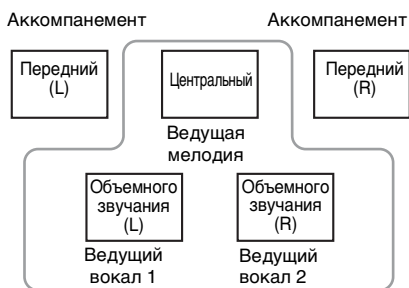 Аккомпанемент Аккомпанемент
Передний
(L)
Центральный
Передний
(R)
Ведущая
мелодия
Объемного
звучания
(L)
Объемного
звучания
(R)
Ведущий
вокал 1
Ведущий
вокал 2